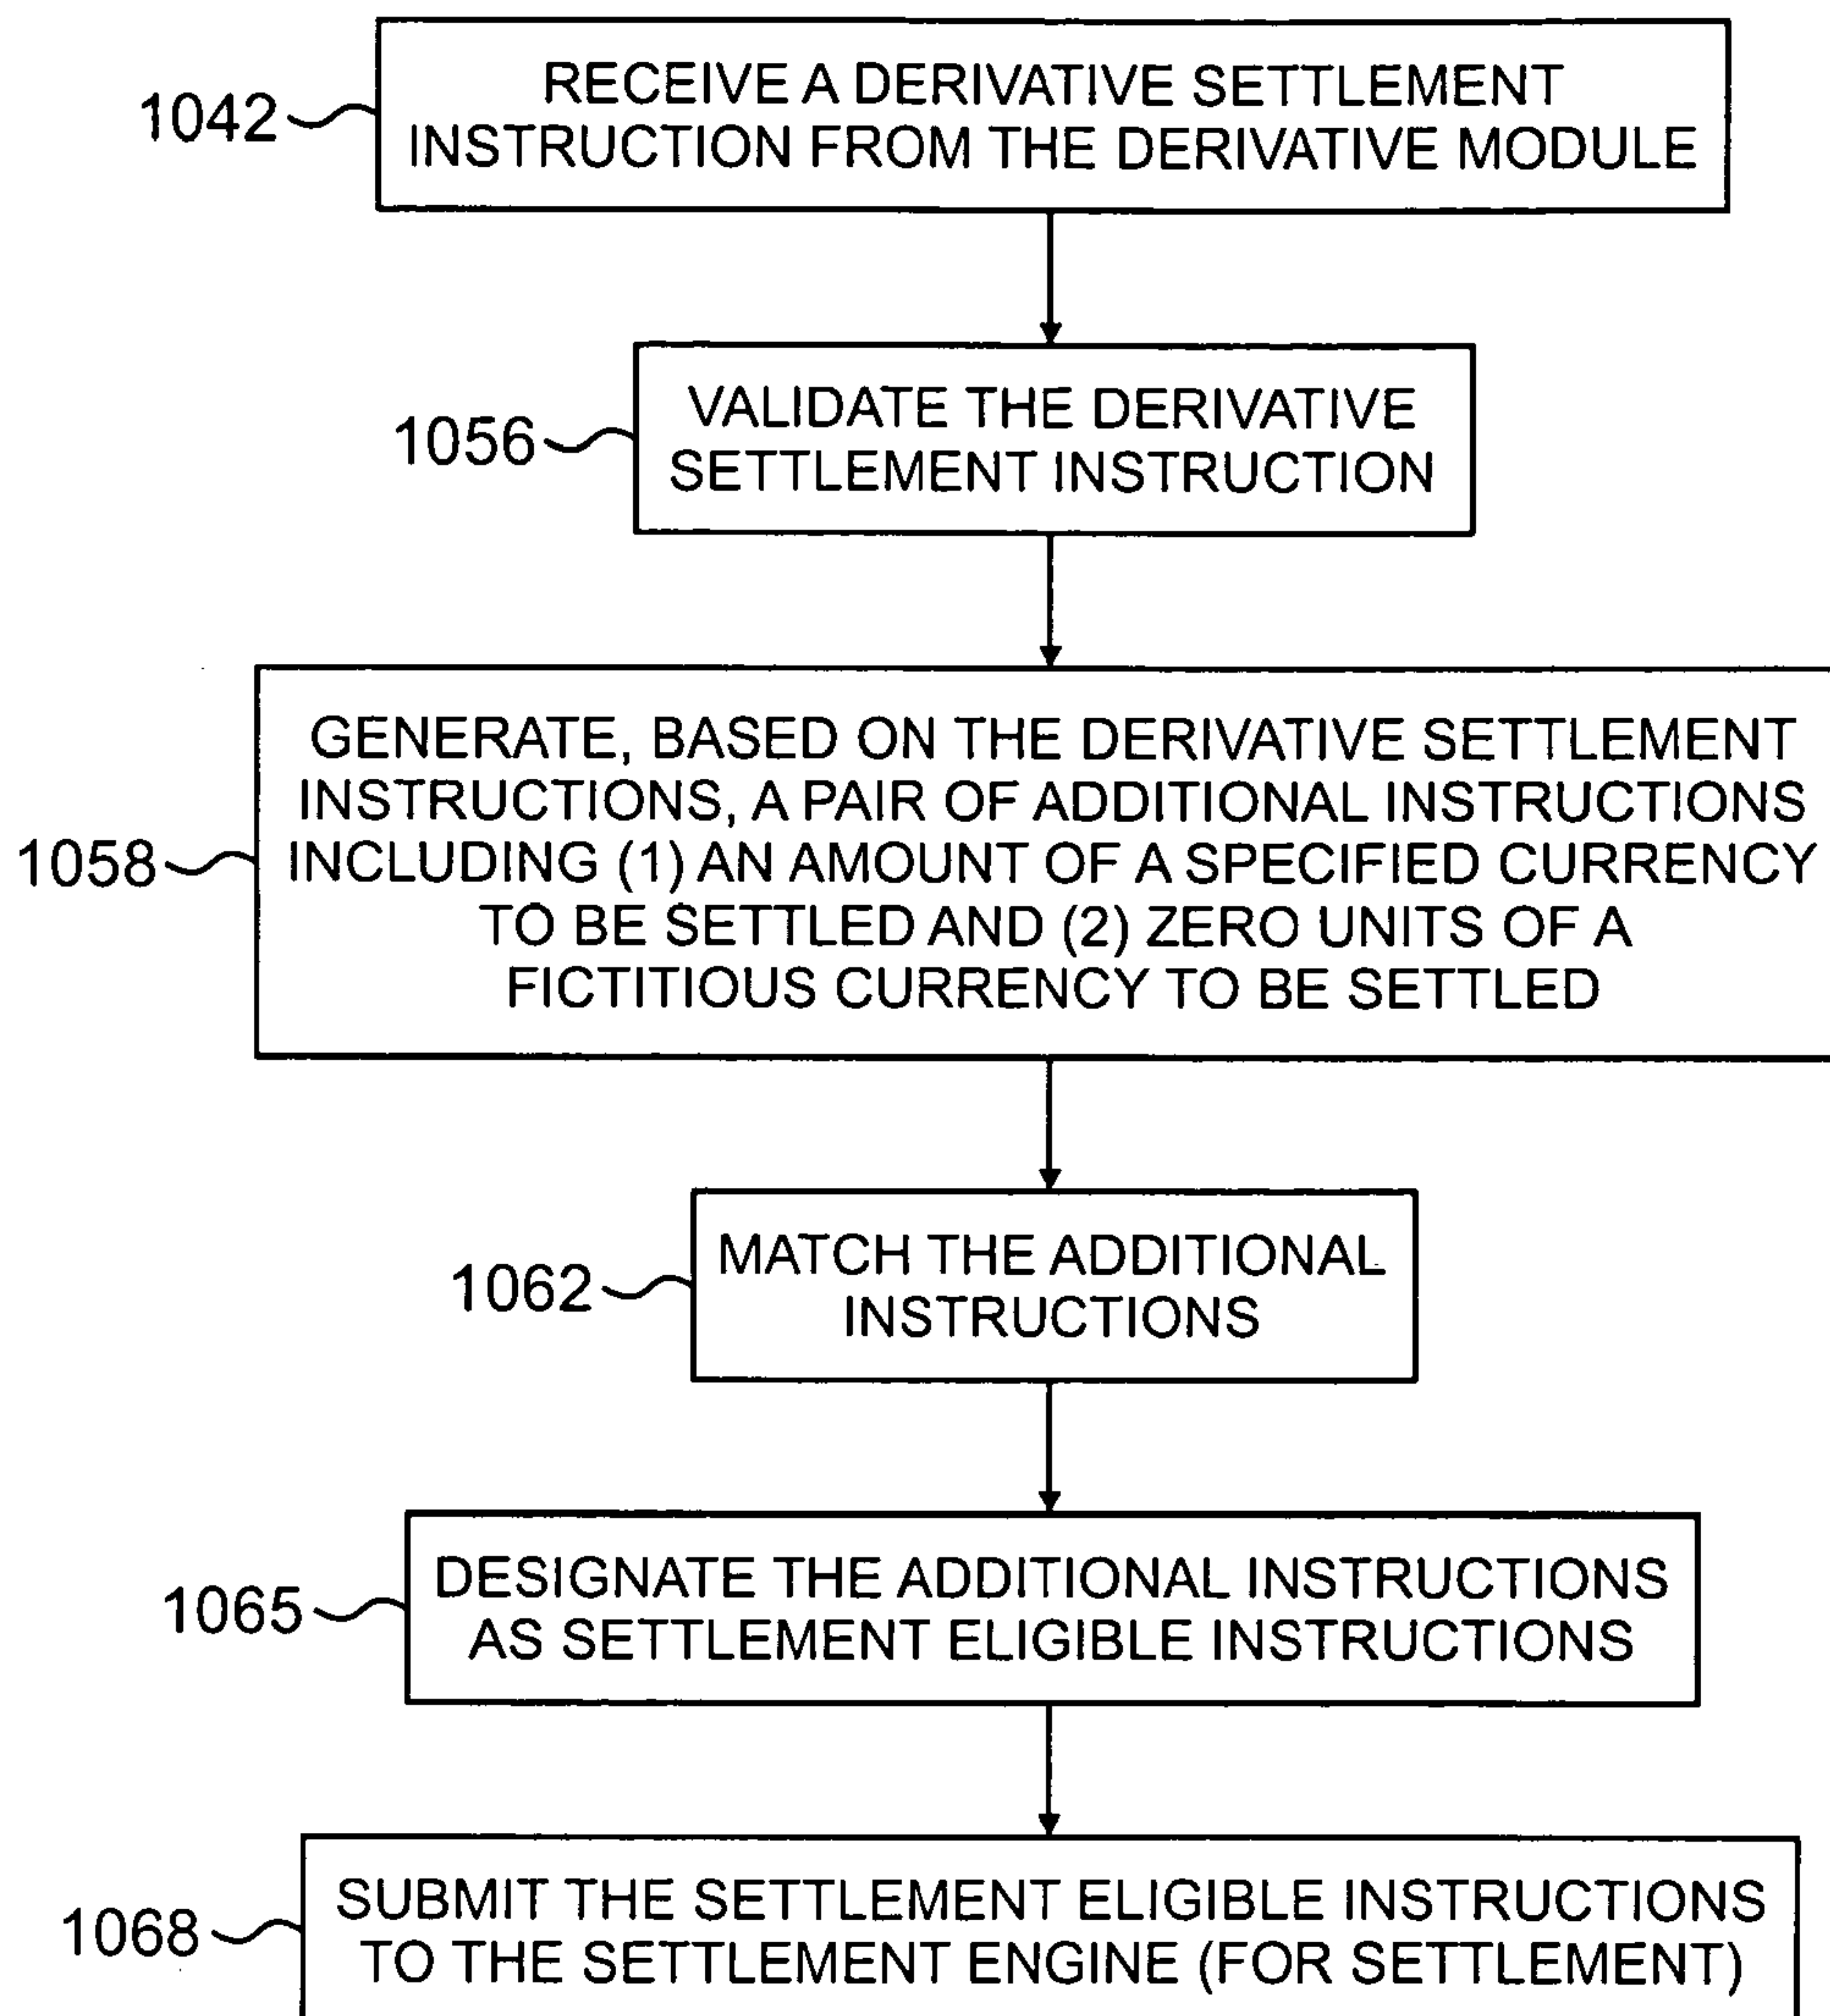 RECEIVE A DERIVATIVE SETTLEMENT
INSTRUCTION FROM THE DERIVATIVE MODULE
1042
VALIDATE THE DERIVATIVE
SETTLEMENT INSTRUCTION
1056
GENERATE, BASED ON THE DERIVATIVE SETTLEMENT
INSTRUCTIONS, A PAIR OF ADDITIONAL INSTRUCTIONS
INCLUDING (1) AN AMOUNT OF A SPECIFIED CURRENCY
TO BE SETTLED AND (2) ZERO UNITS OF A
FICTITIOUS CURRENCY TO BE SETTLED
1058
MATCH THE ADDITIONAL
INSTRUCTIONS
1062
DESIGNATE THE ADDITIONAL INSTRUCTIONS
AS SETTLEMENT ELIGIBLE INSTRUCTIONS
1065
SUBMIT THE SETTLEMENT ELIGIBLE INSTRUCTIONS
TO THE SETTLEMENT ENGINE (FOR SETTLEMENT)
1068